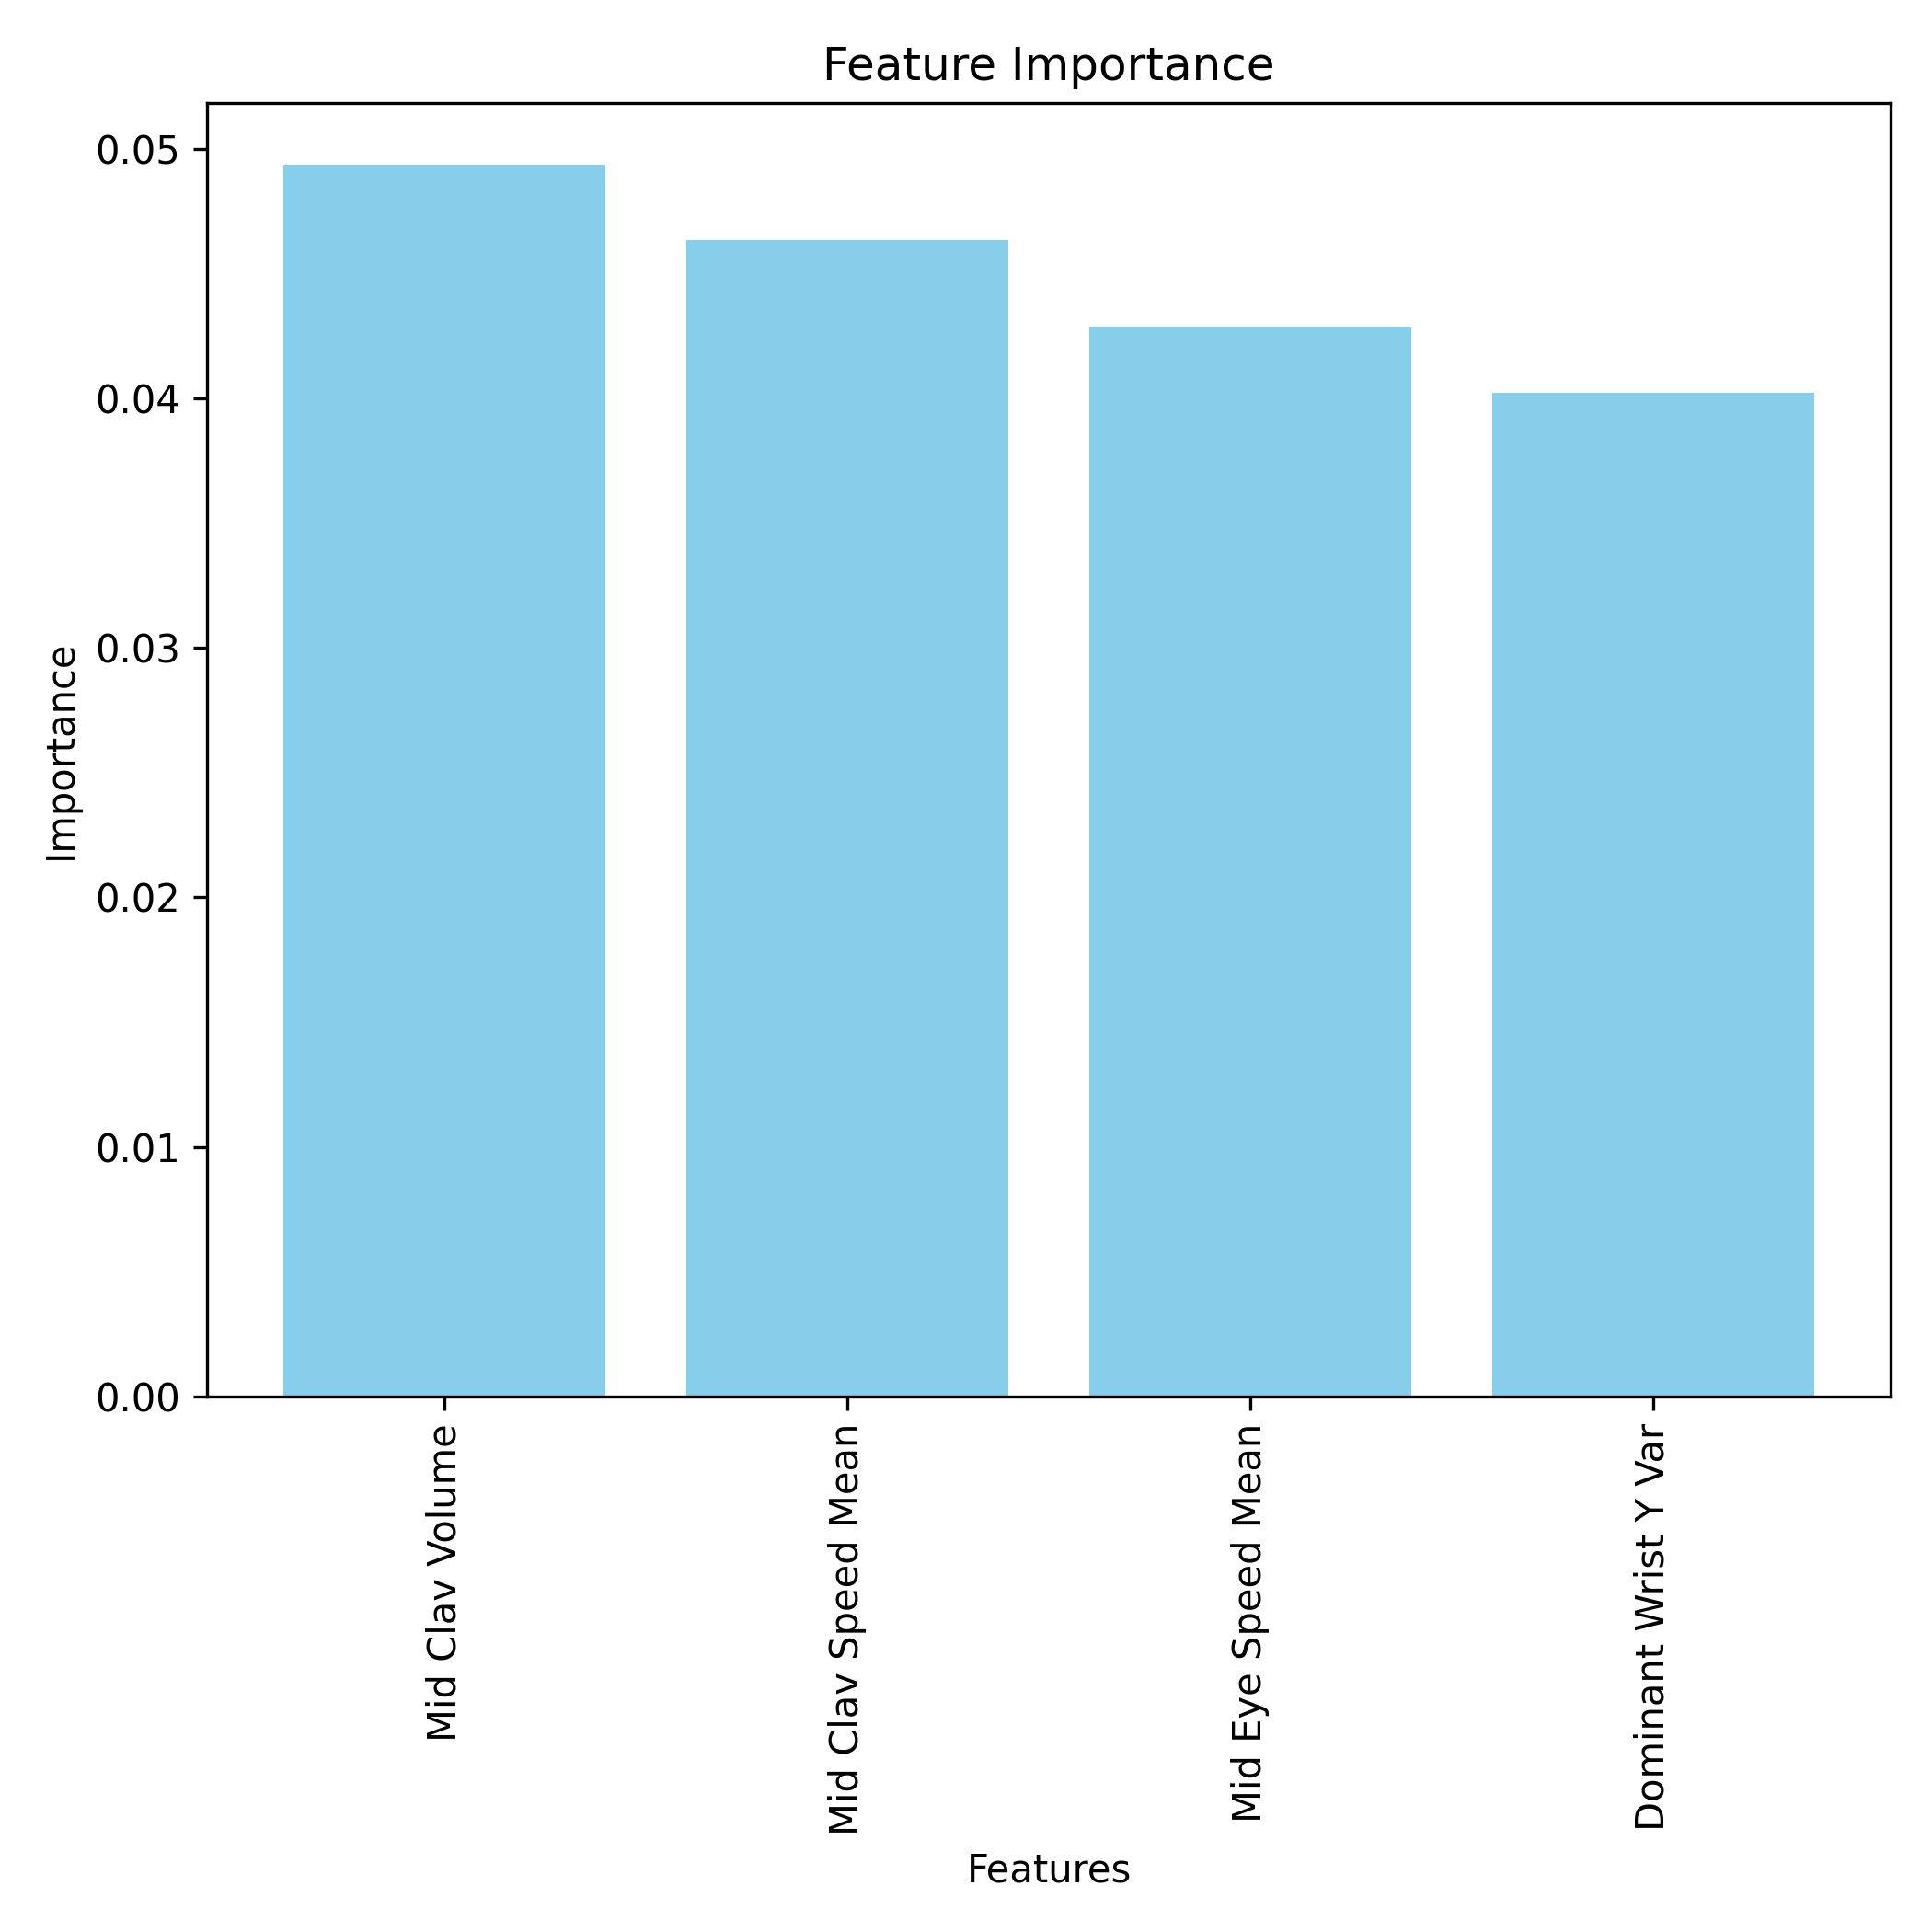 Feature Importance
0.05
0.04
0.03
0.02
0.01
0.00
Importance
Mid Clav Volume
Mid Clav Speed Mean
Mid Eye Speed Mean
Dominant Wrist Y Var
Features